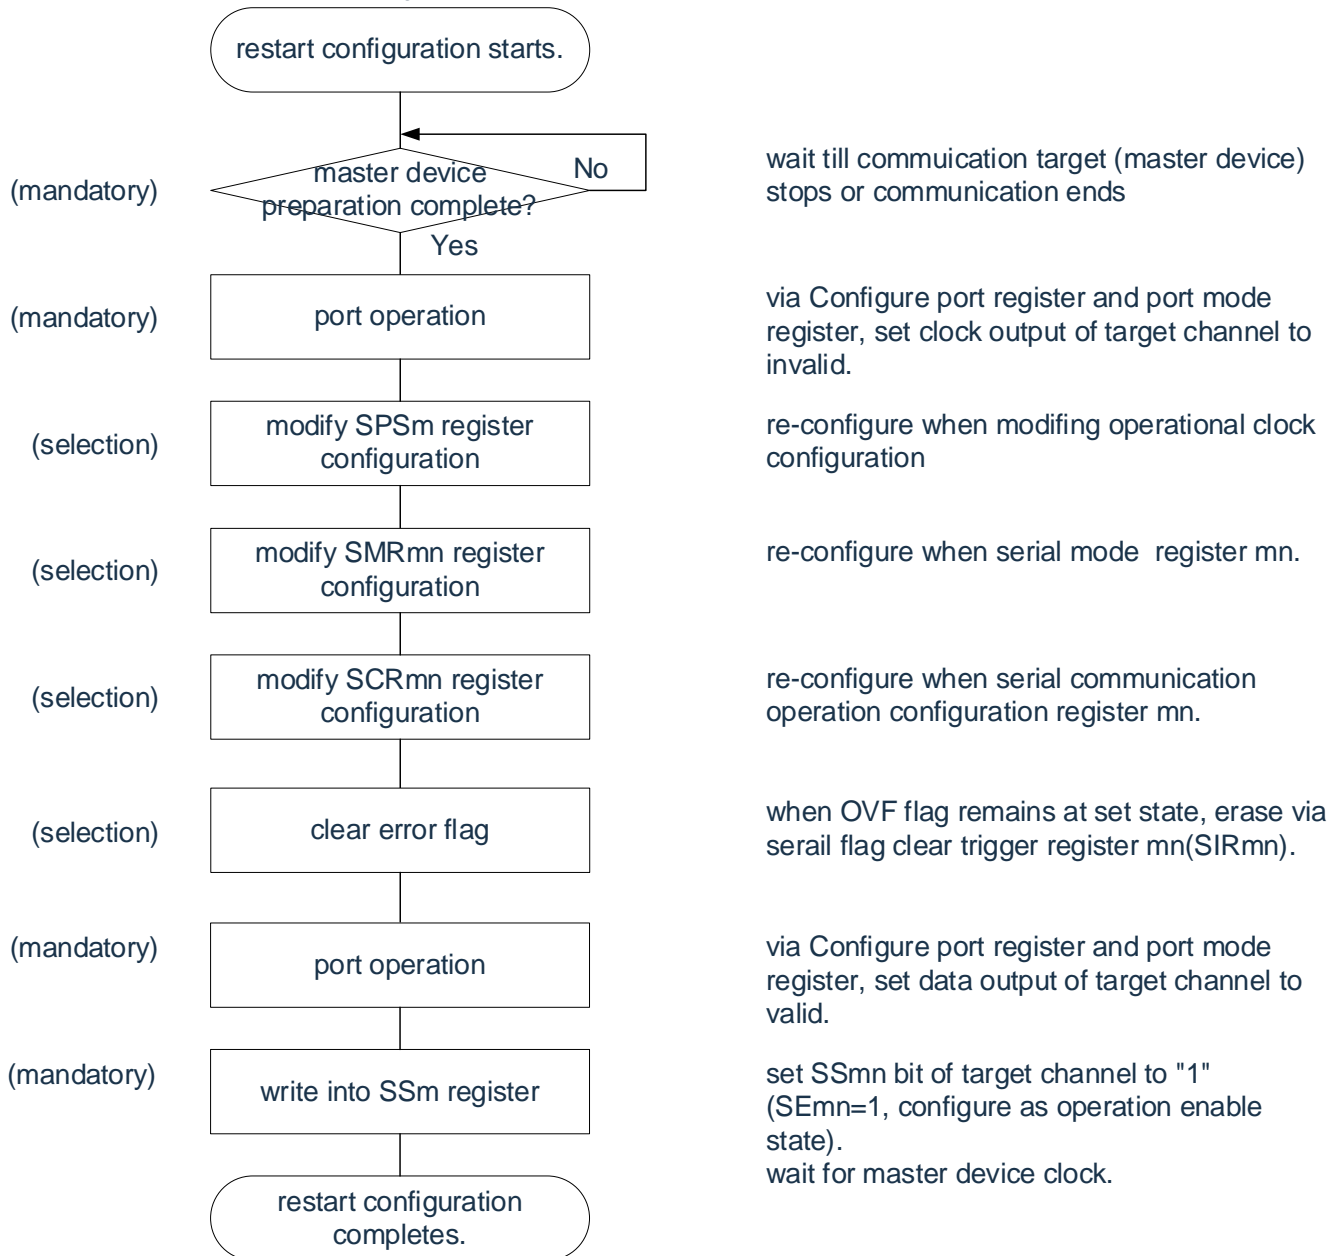 restart configuration starts.
No
master device
preparation complete?
Yes
(mandatory)
wait till commuication target (master device)
stops or communication ends
(mandatory)
port operation
via Configure port register and port mode
register, set clock output of target channel to
invalid.
(selection)
modify SPSm register
configuration
re-configure when modifing operational clock
configuration
(selection)
modify SMRmn register
configuration
re-configure when serial mode  register mn.
(selection)
modify SCRmn register
configuration
re-configure when serial communication
operation configuration register mn.
(selection)
clear error flag
when OVF flag remains at set state, erase via
serail flag clear trigger register mn(SIRmn).
(mandatory)
port operation
via Configure port register and port mode
register, set data output of target channel to
valid.
(mandatory)
write into SSm register
set SSmn bit of target channel to "1"
(SEmn=1, configure as operation enable
state).
wait for master device clock.
restart configuration
completes.